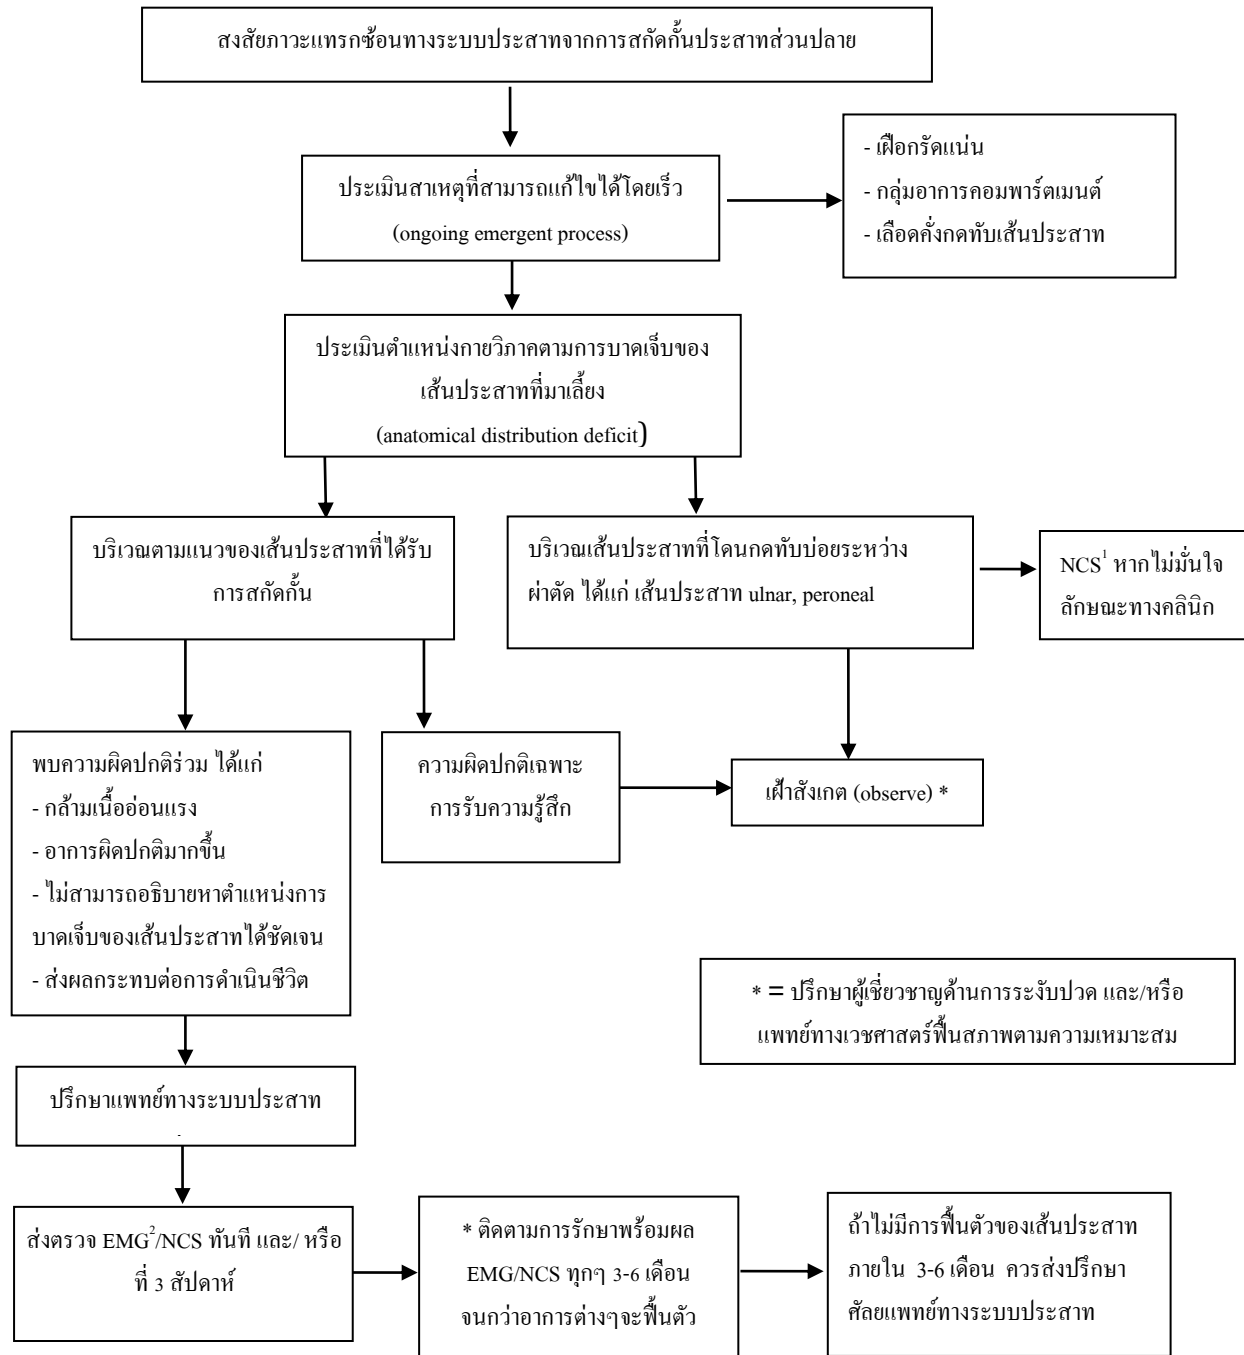 สงสัยภาวะแทรกซ้อนทางระบบประสาทจากการสกัดกั้นประสาทส่วนปลาย
ประเมินสาเหตุที่สามารถแก้ไขได้โดยเร็ว
(ongoing emergent process)
- เฝือกรัดแน่น
- กลุ่มอาการคอมพาร์ตเมนต์
- เลือดคั่งกดทับเส้นประสาท
ประเมินตำแหน่งกายวิภาคตามการบาดเจ็บของ
เส้นประสาทที่มาเลี้ยง
(anatomical distribution deficit)
บริเวณตามแนวของเส้นประสาทที่ได้รับ
การสกัดกั้น
บริเวณเส้นประสาทที่โดนกดทับบ่อยระหว่าง
ผ่าตัด ได้แก่ เส้นประสาท ulnar, peroneal
NCS¹ หากไม่มั่นใจ
ลักษณะทางคลินิก
พบความผิดปกติร่วม ได้แก่
- กล้ามเนื้ออ่อนแรง
- อาการผิดปกติมากขึ้น
- ไม่สามารถอธิบายหาตำแหน่งการ
บาดเจ็บของเส้นประสาทได้ชัดเจน
- ส่งผลกระทบต่อการดำเนินชีวิต
ความผิดปกติเฉพาะ
การรับความรู้สึก
เฝ้าสังเกต (observe) *
* = ปรึกษาผู้เชี่ยวชาญด้านการระงับปวด และ/หรือ
แพทย์ทางเวชศาสตร์ฟื้นสภาพตามความเหมาะสม
ปรึกษาแพทย์ทางระบบประสาท
.
ส่งตรวจ EMG²/NCS ทันที และ/ หรือ
ที่ 3 สัปดาห์
* ติดตามการรักษาพร้อมผล
EMG/NCS ทุกๆ 3-6 เดือน
จนกว่าอาการต่างๆจะฟื้นตัว
ถ้าไม่มีการฟื้นตัวของเส้นประสาท
ภายใน 3-6 เดือน ควรส่งปรึกษา
ศัลยแพทย์ทางระบบประสาท